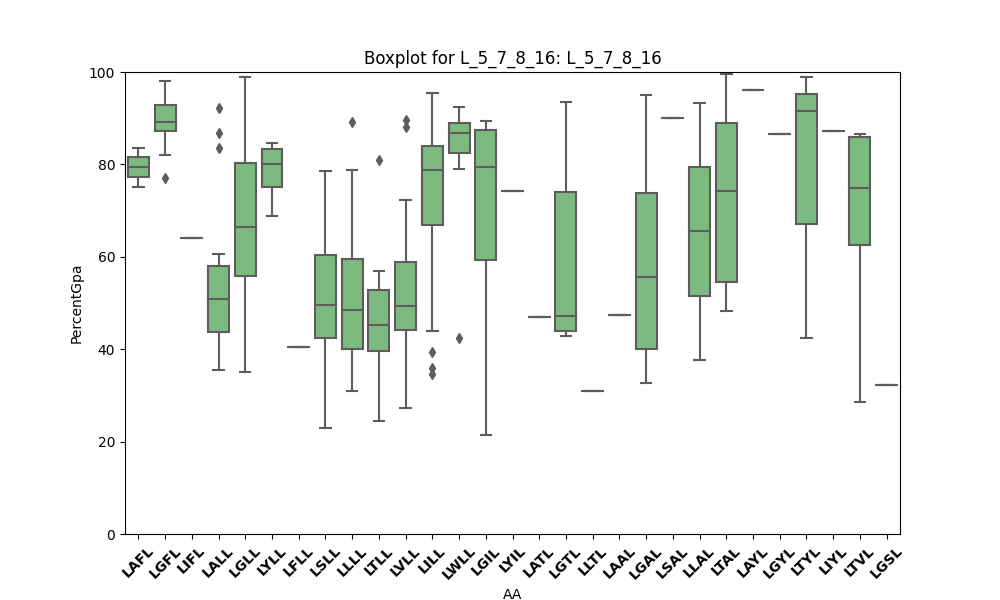 Boxplot for L_5_7_8_16: L_5_7_8_16
PercentGpa
100
80
60
40
20
0
LAFL LGFL LIFL LALL LGLL LYLL LFLL LSLL LLLL LTLL LVLL LILL LWLL LGIL LYIL LATL LGTL LLTL LAAL LGAL LSAL LLAL LTAL LAYL LGYL LTYL LIYL LTVL LGSL
AA